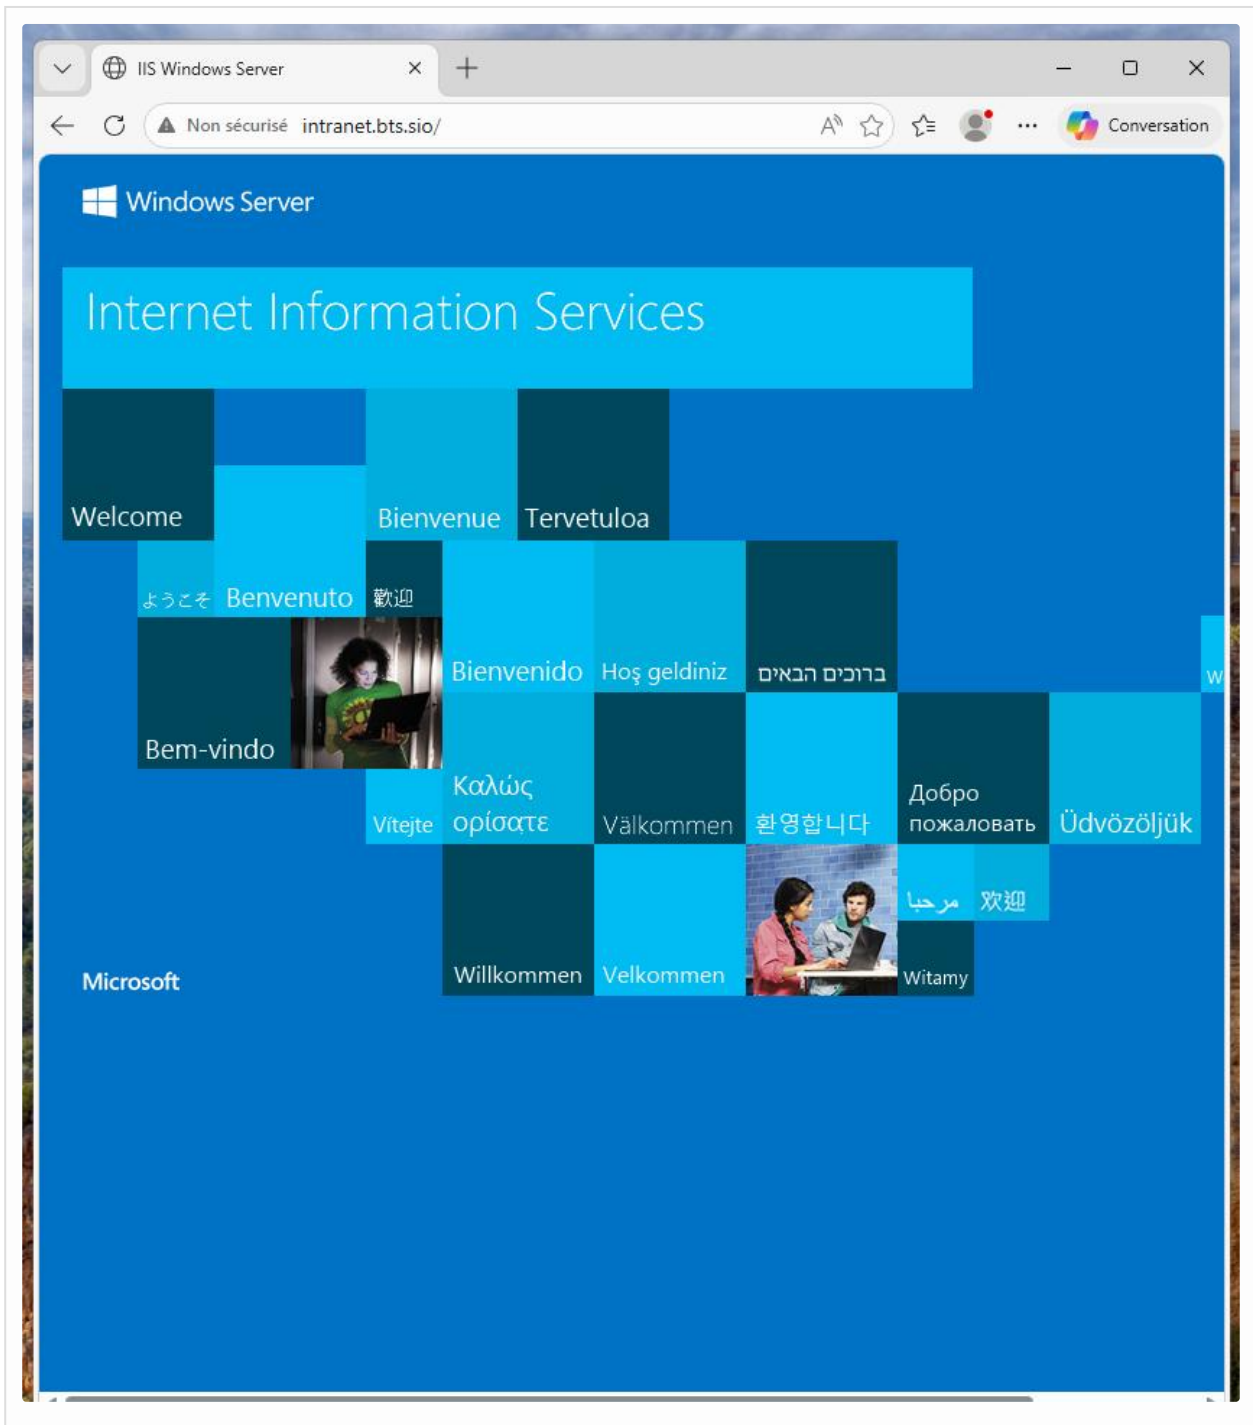 IIS Windows Server
Non sécurisé intranet.bts.sio/
Conversation
Windows Server
Internet Information Services
Welcome
Bienvenue
Tervetuloa
ようこそ
Benvenuto
歡迎
Bienvenido
Hoş geldiniz
ברוכים הבאים
Bem-vindo
Vítejte
Καλώς
ορίσατε
Välkommen
환영합니다
Добро
пожаловать
Üdvözöljük
Microsoft
Willkommen
Velkommen
مرحبا
欢迎
Witamy